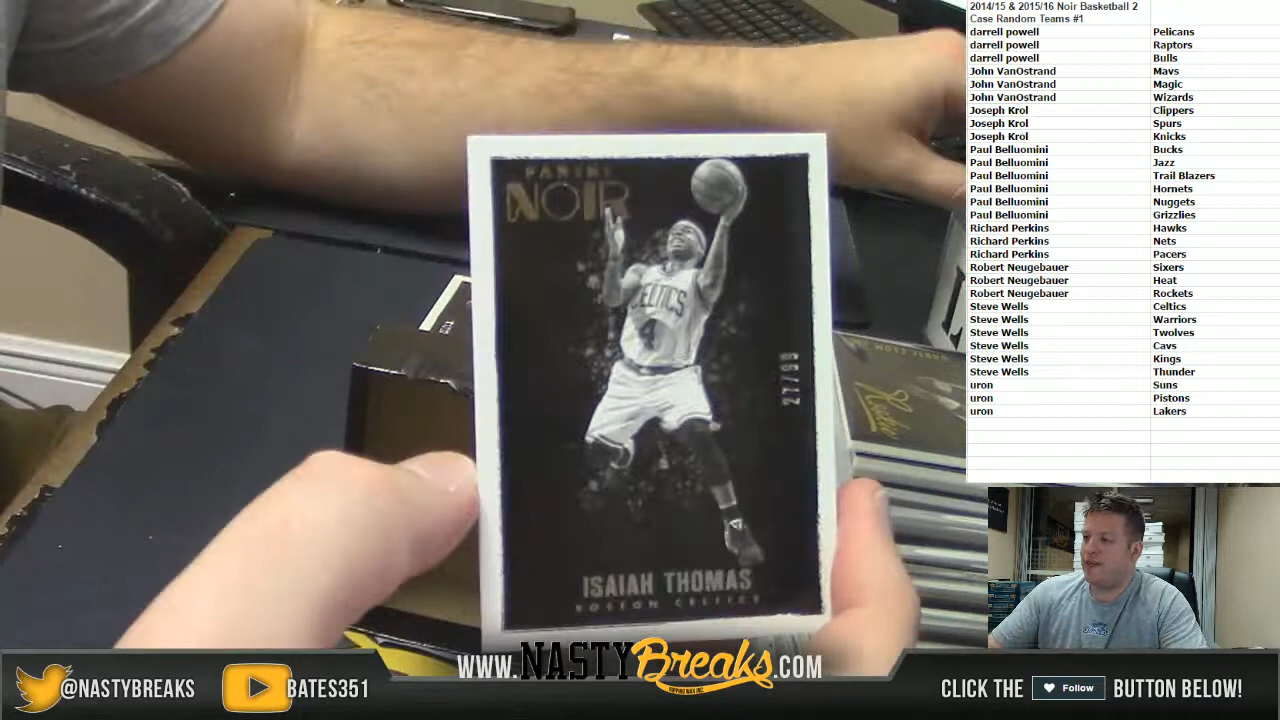 PANINI
NOIR
CELTICS
4
27/99
ISAIAH THOMAS
BOSTON CELTICS
2014/15 & 2015/16 Noir Basketball 2
Case Random Teams #1
darrell powell Pelicans
darrell powell Raptors
darrell powell Bulls
John VanOstrand Mavs
John VanOstrand Magic
John VanOstrand Wizards
Joseph Krol Clippers
Joseph Krol Spurs
Joseph Krol Knicks
Paul Belluomini Bucks
Paul Belluomini Jazz
Paul Belluomini Trail Blazers
Paul Belluomini Hornets
Paul Belluomini Nuggets
Paul Belluomini Grizzlies
Richard Perkins Hawks
Richard Perkins Nets
Richard Perkins Pacers
Robert Neugebauer Sixers
Robert Neugebauer Heat
Robert Neugebauer Rockets
Steve Wells Celtics
Steve Wells Warriors
Steve Wells Twolves
Steve Wells Cavs
Steve Wells Kings
Steve Wells Thunder
uron Suns
uron Pistons
uron Lakers
@NASTYBREAKS
BATES351
WWW.NASTYBreaks.COM
RIPPING WAX INC.
CLICK THE Follow BUTTON BELOW!